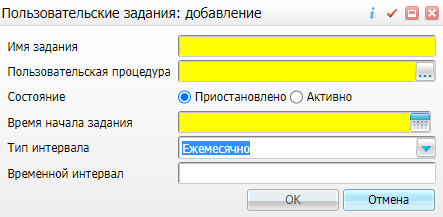 Пользовательские задания: добавление
Имя задания
Пользовательская процедура
...
Состояние
Приостановлено Активно
Время начала задания
Тип интервала Ежемесячно
Временной интервал
OK Отмена